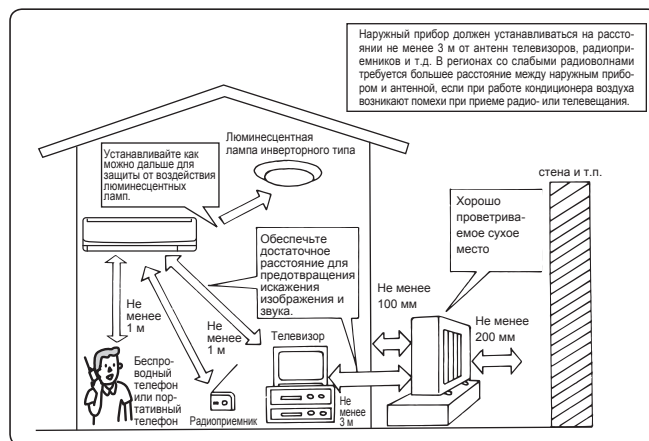 Наружный прибор должен устанавливаться на рассто-
янии не менее 3 м от антенн телевизоров, радиопри-
емников и т.д. В регионах со слабыми радиоволнами
требуется большее расстояние между наружным прибо-
ром и антенной, если при работе кондиционера воздуха
возникают помехи при приеме радио- или телевещания.
Люминесцентная
лампа инверторного типа
Устанавливайте как
можно дальше для
защиты от воздействия
люминесцентных
ламп.
стена и т.п.
Хорошо
проветрива-
емое сухое
место
Обеспечьте
достаточное
расстояние для
предотвращения
искажения
изображения и
звука.
Не менее
100 мм
Не менее
200 мм
Не
менее
1 м
Не
менее
1 м
Телевизор
Беспро-
водный
телефон
или пор-
тативный
телефон
Радиоприемник
Не
менее
3 м